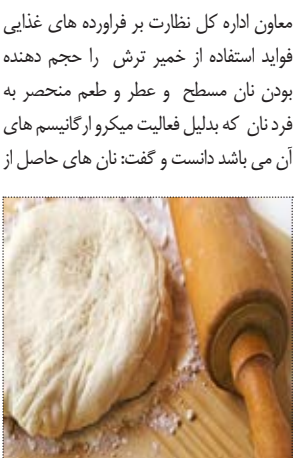 معاون اداره کل نظارت بر فراورده های غذایی
فواید استفاده از خمیر ترش را حجم دهنده
بودن نان مسطح و عطر و طعم منحصر به
فرد نان که بدلیل فعالیت میکرو ارگانیسم های
آن می باشد دانست و گفت: نان های حاصل از